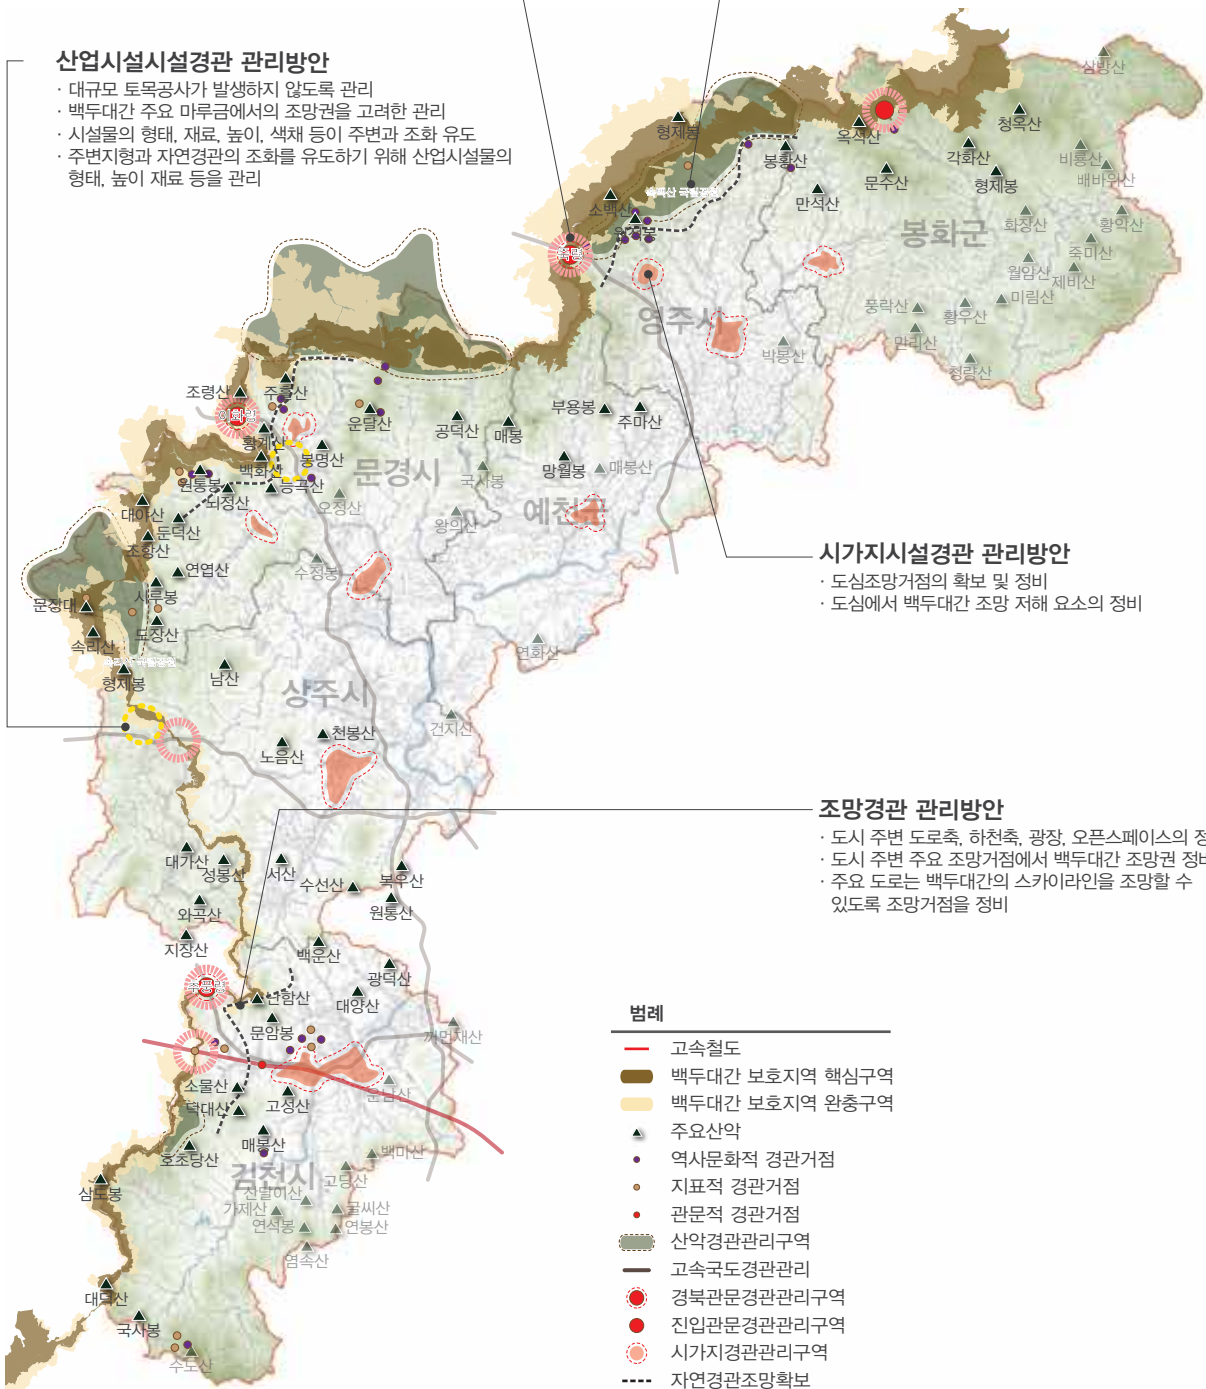 산업시설시설경관 관리방안
· 대규모 토목공사가 발생하지 않도록 관리
· 백두대간 주요 마루금에서의 조망권을 고려한 관리
· 시설물의 형태, 재료, 높이, 색채 등이 주변과 조화 유도
· 주변지형과 자연경관의 조화를 유도하기 위해 산업시설물의
형태, 높이 재료 등을 관리
삼방산
형제봉
옥석산
청옥산
봉황산
각화산
비룡산
문수산
형제봉
배바위산
소백산
만석산
봉화군
화장산
황악산
죽령
죽미산
월암산
제비산
영주시
풍락산
황우산
미림산
박봉산
만리산
청량산
조령산
주흘산
이화령
운달산
공덕산
매봉
부용봉
주마산
황계산
백화산
봉명산
문경시
국사봉
망월봉
매봉산
원통봉
뇌정산
능곡산
오정산
예천군
대야산
둔덕산
왕의산
조항산
연엽산
수정봉
문장대
시루봉
도장산
속리산
연화산
형제봉
남산
상주시
천봉산
건지산
노음산
시가지시설경관 관리방안
· 도심조망거점의 확보 및 정비
· 도심에서 백두대간 조망 저해 요소의 정비
조망경관 관리방안
· 도시 주변 도로축, 하천축, 광장, 오픈스페이스의 정
· 도시 주변 주요 조망거점에서 백두대간 조망권 정비
· 주요 도로는 백두대간의 스카이라인을 조망할 수
있도록 조망거점을 정비
대가산
성봉산
서산
수선산
복우산
와곡산
원통산
지장산
백운산
광덕산
추풍령
난함산
대양산
문암봉
꺼먼재산
소물산
덕대산
고성산
운남산
호초당산
매봉산
백마산
김천시
고당산
삼도봉
산달이산
가제산
글씨산
연석봉
연봉산
염속산
대덕산
국사봉
수도산
범례
고속철도
백두대간 보호지역 핵심구역
백두대간 보호지역 완충구역
주요산악
역사문화적 경관거점
지표적 경관거점
관문적 경관거점
산악경관관리구역
고속국도경관관리
경북관문경관관리구역
진입관문경관관리구역
시가지경관관리구역
자연경관조망확보